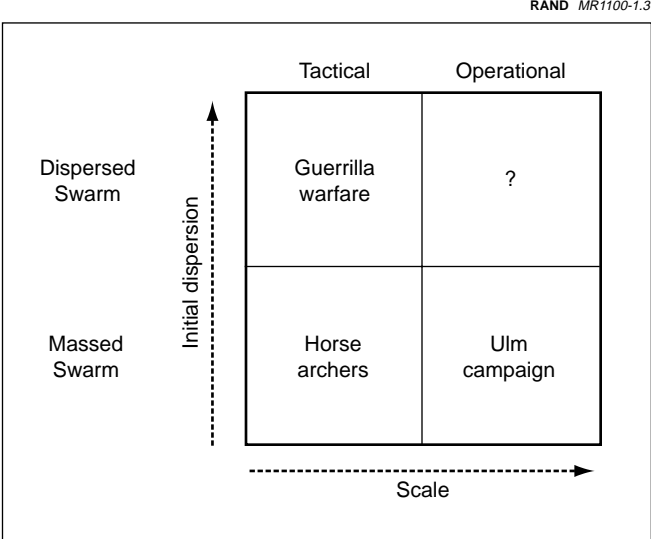 RAND MR1100-1.3
Tactical Operational
Dispersed
Swarm
Guerrilla
warfare
?
Initial dispersion
Massed
Swarm
Horse
archers
Ulm
campaign
Scale